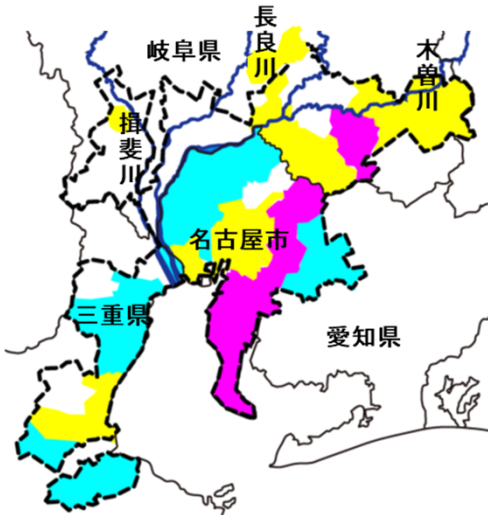 長良川
岐阜県
木曽川
揖斐川
名古屋市
三重県
愛知県